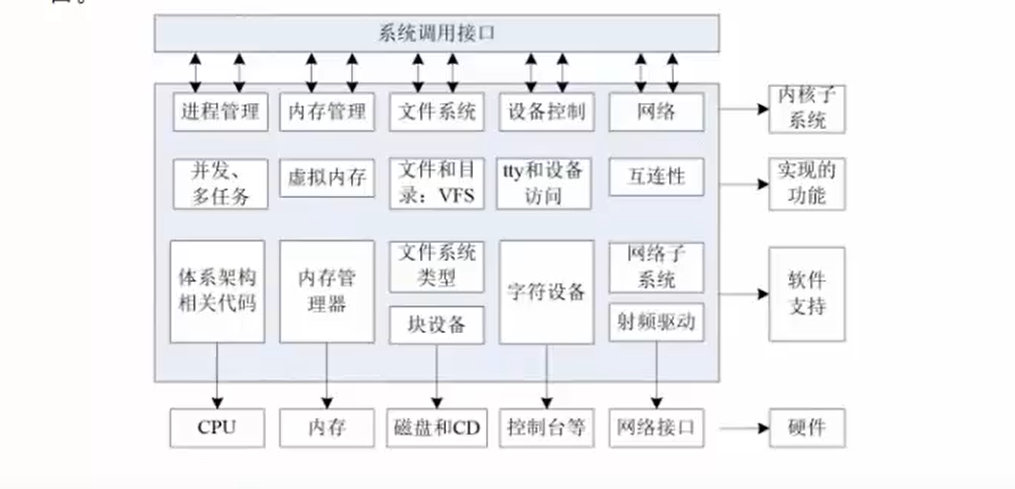 系统调用接口
进程管理
内存管理
文件系统
设备控制
网络
内核子
系统
并发、
多任务
虚拟内存
文件和目
录：VFS
tty和设备
访问
互连性
实现的
功能
体系架构
相关代码
内存管
理器
文件系统
类型
块设备
字符设备
网络子
系统
射频驱动
软件
支持
CPU
内存
磁盘和CD
控制台等
网络接口
硬件